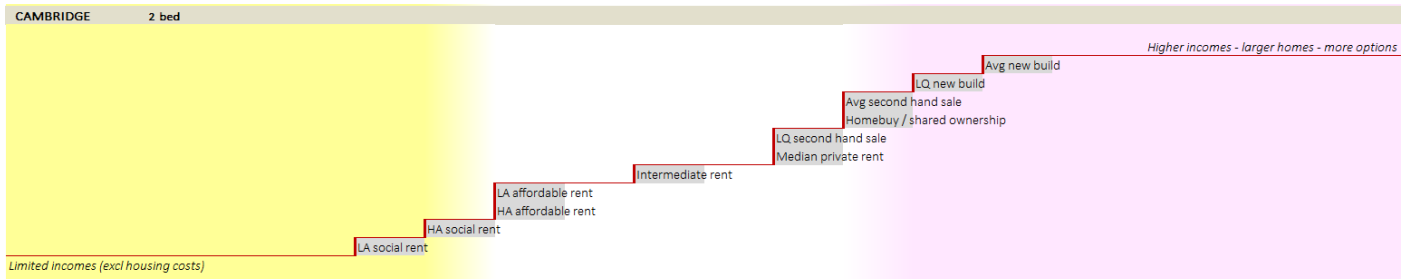 CAMBRIDGE 2 bed
Higher incomes - larger homes - more options
Avg new build
LQ new build
Avg second hand sale
Homebuy / shared ownership
LQ second hand sale
Median private rent
Intermediate rent
LA affordable rent
HA affordable rent
HA social rent
LA social rent
Limited incomes (excl housing costs)